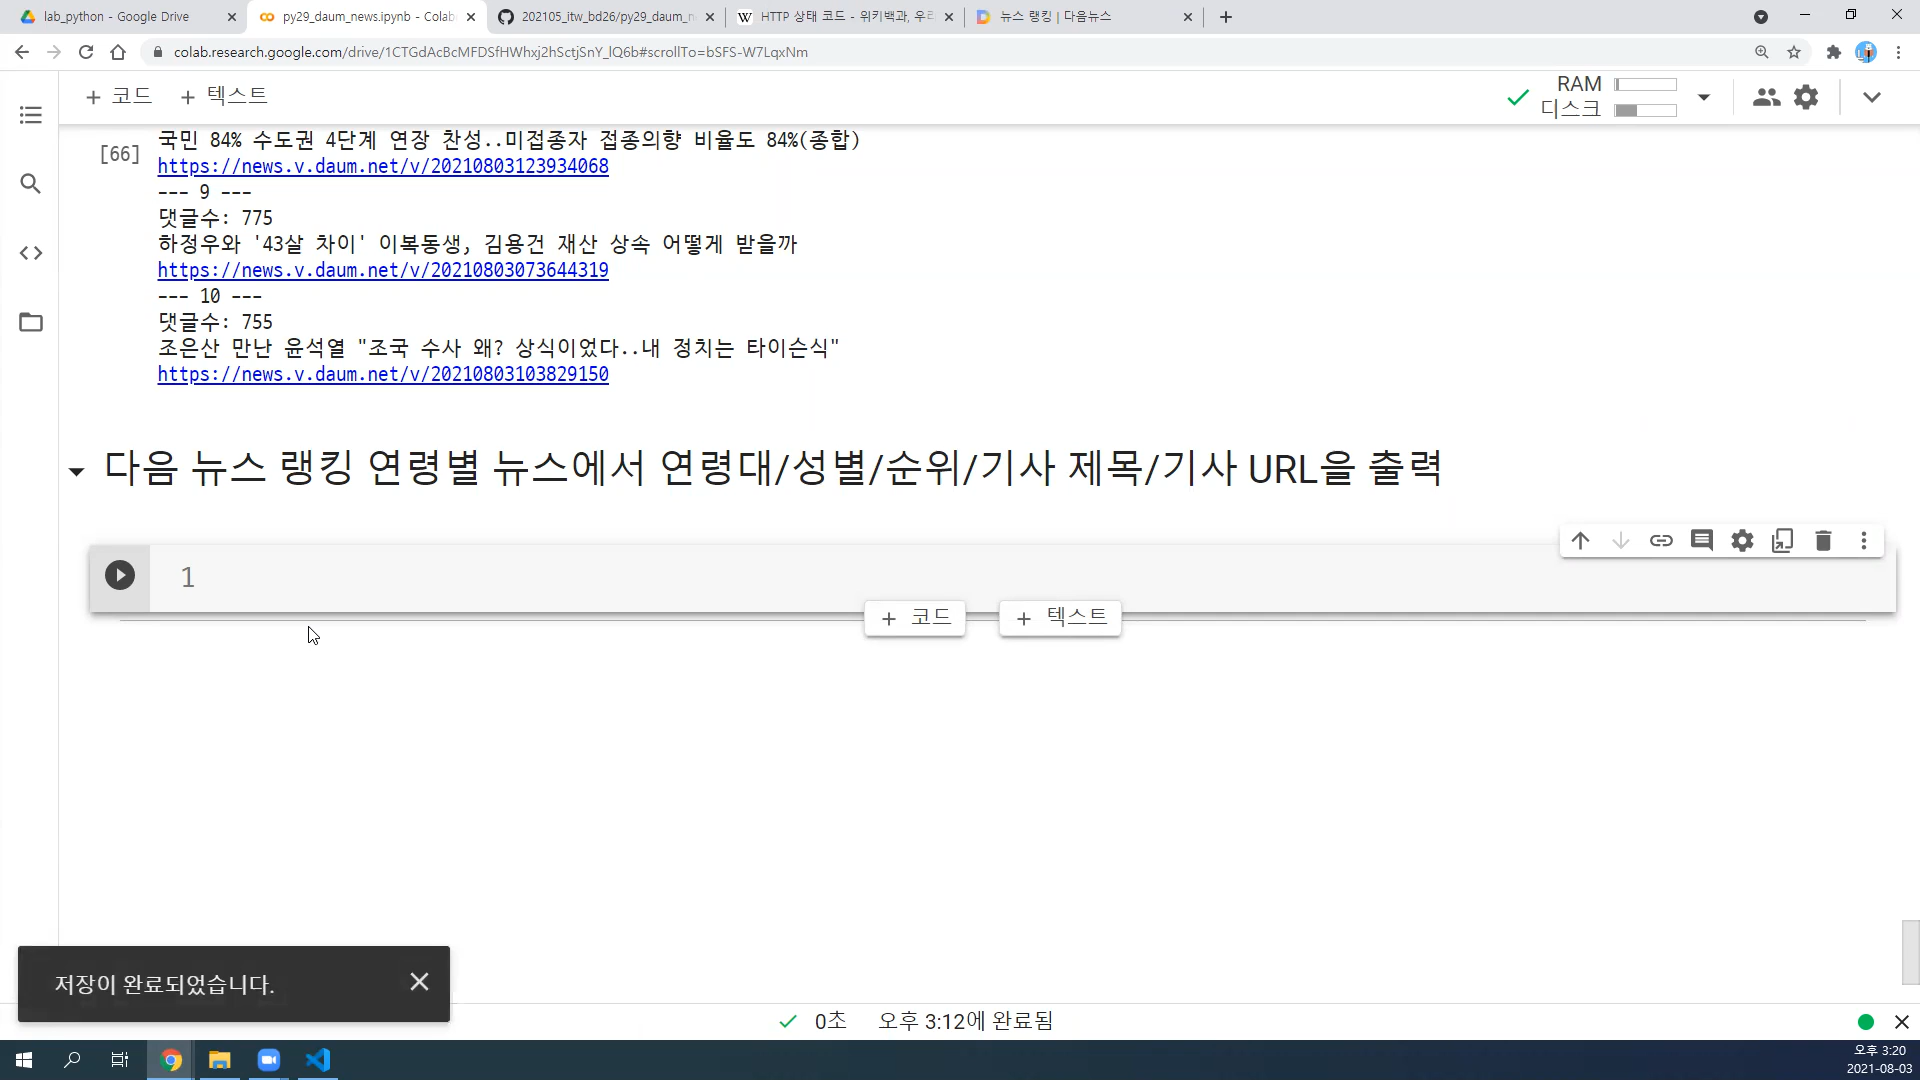 lab_python - Google Drive
py29_daum_news.ipynb - Colab
202105_itw_bd26/py29_daum_n
HTTP 상태 코드 - 위키백과, 우리
뉴스 랭킹 | 다음뉴스
colab.research.google.com/drive/1CTGdAcBcMFDSfHWhxj2hSctjSnY_lQ6b#scrollTo=bSFS-W7LqxNm
+ 코드
+ 텍스트
RAM
디스크
[66]
국민 84% 수도권 4단계 연장 찬성..미접종자 접종의향 비율도 84%(종합)
https://news.v.daum.net/v/20210803123934068
--- 9 ---
댓글수: 775
하정우와 '43살 차이' 이복동생, 김용건 재산 상속 어떻게 받을까
https://news.v.daum.net/v/20210803073644319
--- 10 ---
댓글수: 755
조은산 만난 윤석열 "조국 수사 왜? 상식이었다..내 정치는 타이슨식"
https://news.v.daum.net/v/20210803103829150
다음 뉴스 랭킹 연령별 뉴스에서 연령대/성별/순위/기사 제목/기사 URL을 출력
1
+ 코드
+ 텍스트
저장이 완료되었습니다.
0초
오후 3:12에 완료됨
오후 3:20
2021-08-03